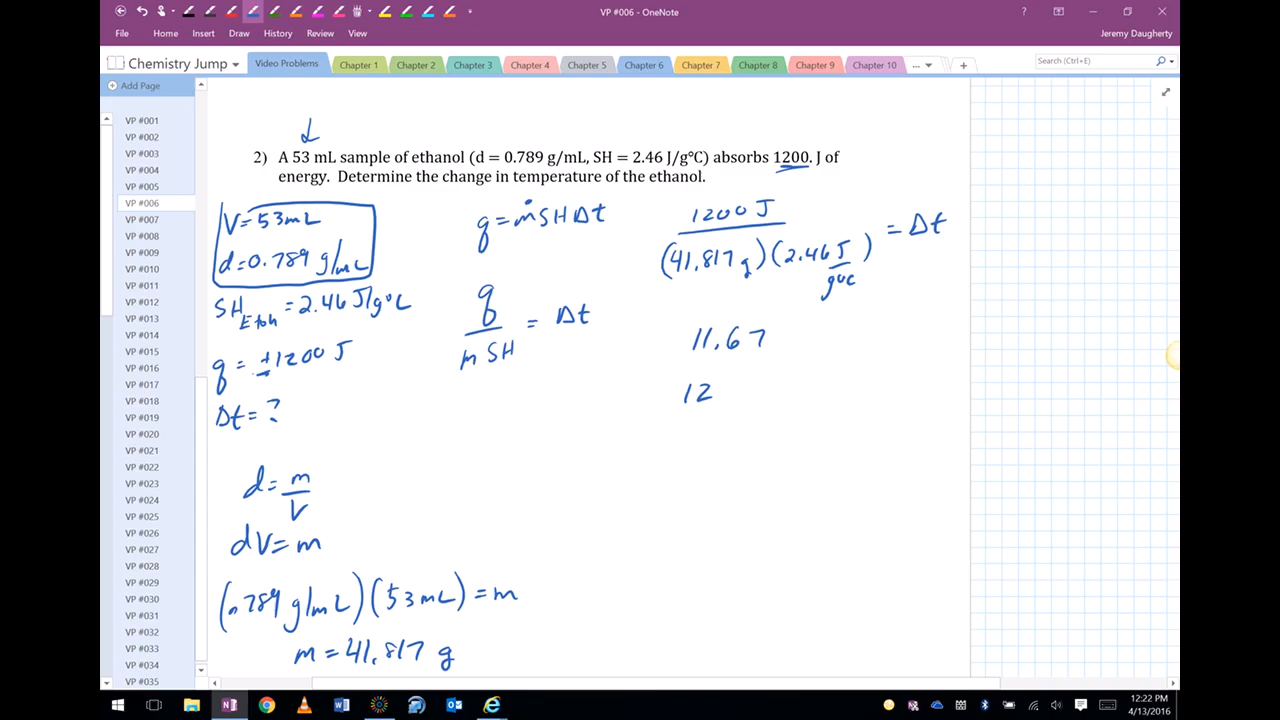 VP #006 - OneNote
?
File
Home
Insert
Draw
History
Review
View
Jeremy Daugherty
Chemistry Jump
Video Problems
Chapter 1
Chapter 2
Chapter 3
Chapter 4
Chapter 5
Chapter 6
Chapter 7
Chapter 8
Chapter 9
Chapter 10
...
+
Search (Ctrl+E)
Add Page
VP #001
VP #002
VP #003
VP #004
VP #005
VP #006
VP #007
VP #008
VP #009
VP #010
VP #011
VP #012
VP #013
VP #014
VP #015
VP #016
VP #017
VP #018
VP #019
VP #020
VP #021
VP #022
VP #023
VP #024
VP #025
VP #026
VP #027
VP #028
VP #029
VP #030
VP #031
VP #032
VP #033
VP #034
VP #035
2) A 53 mL sample of ethanol (d = 0.789 g/mL, SH = 2.46 J/g°C) absorbs 1200. J of
energy. Determine the change in temperature of the ethanol.
V = 53 mL
d = 0.789 g/mL
SH Etoh = 2.46 J/g°C
q = +1200 J
Δt = ?
d = m/V
dV = m
(.789 g/mL)(53 mL) = m
m = 41.817 g
q = m SH Δt
q / m SH = Δt
1200 J / (41.817 g)(2.46 J/g°C) = Δt
11.67
12
12:22 PM
4/13/2016